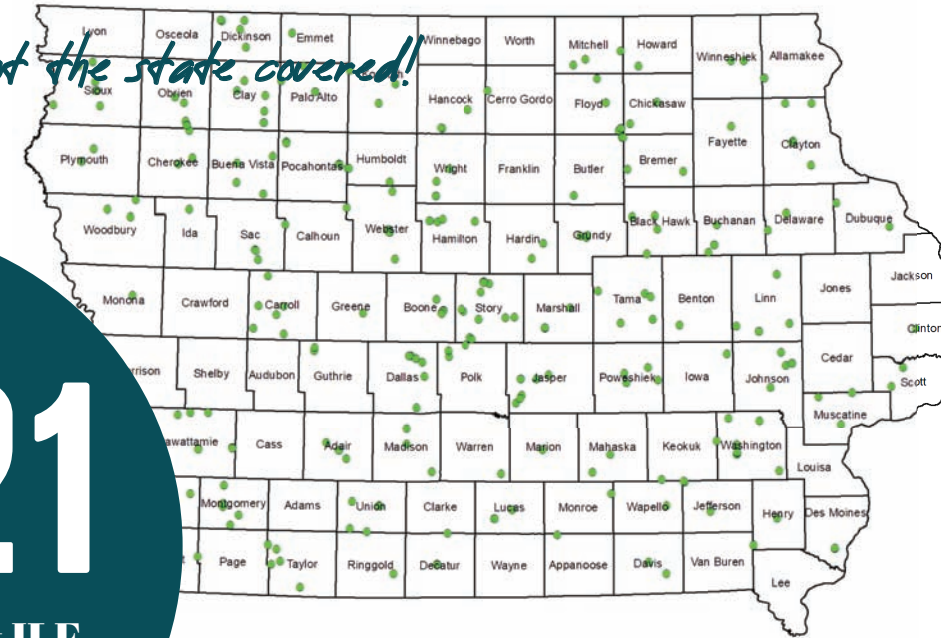 Lyon Osceola Dickinson Emmet Winnebago Worth Mitchell Howard Winneshiek Allamakee
the state covered!
Sioux Obrien Clay Palo Alto Hancock Cerro Gordo Floyd Chickasaw
Fayette Clayton
Plymouth Cherokee Buena Vista Pocahontas Humboldt Wright Franklin Butler Bremer
Woodbury Ida Sac Calhoun Webster Hamilton Hardin Grundy Black Hawk Buchanan Delaware Dubuque
Jackson
Monona Crawford Carroll Greene Boone Story Marshall Tama Benton Linn Jones
Clinton
Cedar
rrison Shelby Audubon Guthrie Dallas Polk Jasper Poweshiek Iowa Johnson Scott
Muscatine
21
awattamie Cass Adair Madison Warren Marion Mahaska Keokuk Washington
Louisa
Montgomery Adams Union Clarke Lucas Monroe Wapello Jefferson Henry Des Moines
Page Taylor Ringgold Decatur Wayne Appanoose Davis Van Buren
Lee